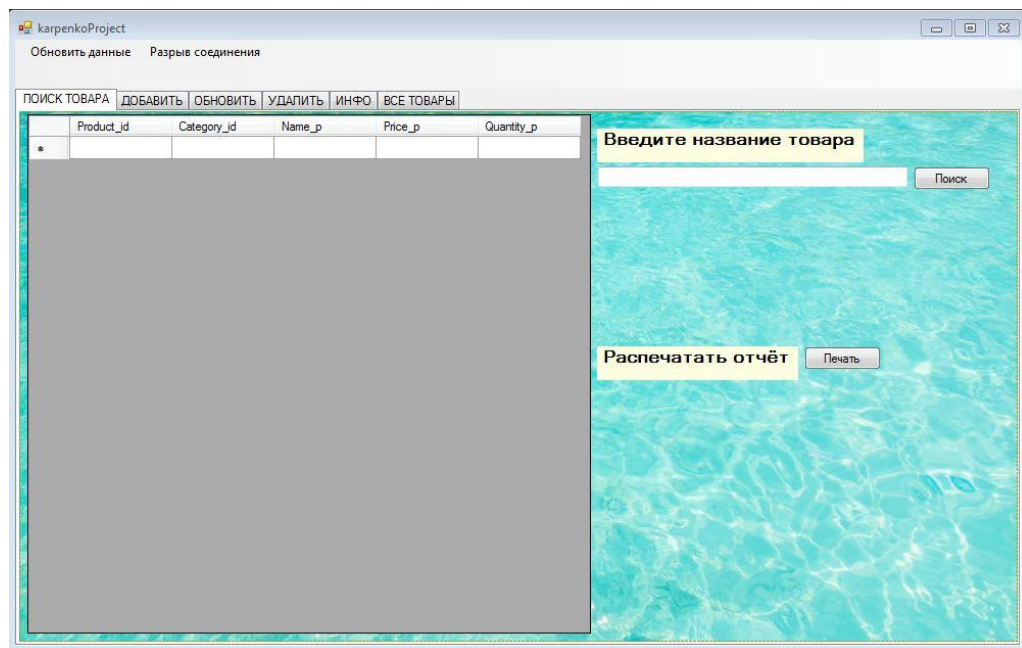 karpenkoProject
Обновить данные Разрыв соединения
ПОИСК ТОВАРА ДОБАВИТЬ ОБНОВИТЬ УДАЛИТЬ ИНФО ВСЕ ТОВАРЫ
Product_id Category_id Name_p Price_p Quantity_p
Введите название товара
Поиск
Распечатать отчёт Печать